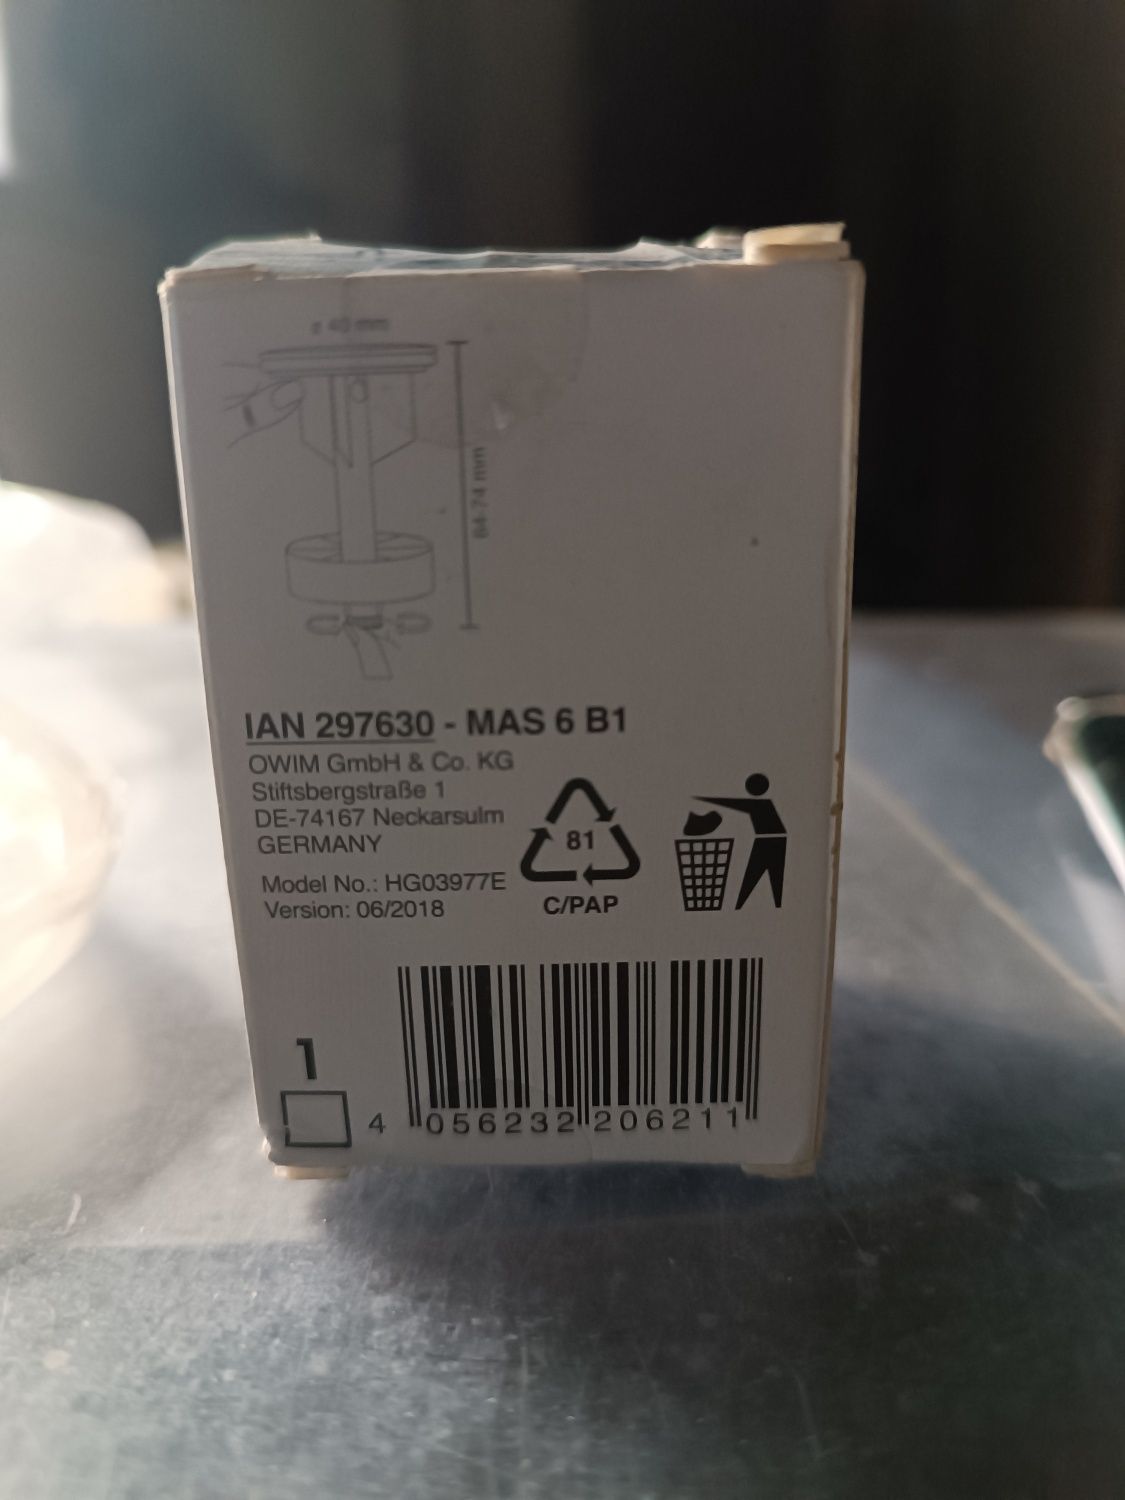 40 mm
64-74 mm
IAN 297630 - MAS 6 B1
OWIM GmbH & Co. KG
Stiftsbergstraße 1
DE-74167 Neckarsulm
GERMANY
Model No.: HG03977E
Version: 06/2018
81
C/PAP
1
4 056232 206211